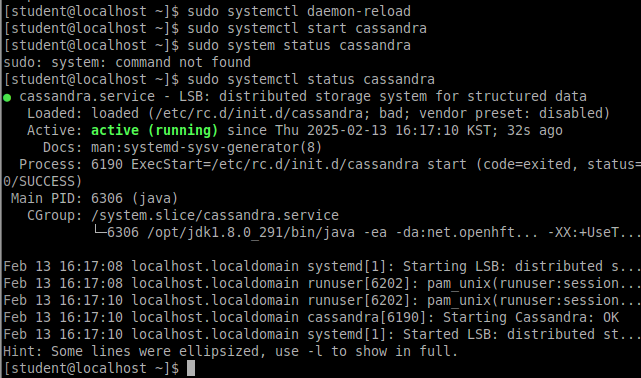 [student@localhost ~]$ sudo systemctl daemon-reload
[student@localhost ~]$ sudo systemctl start cassandra
[student@localhost ~]$ sudo system status cassandra
sudo: system: command not found
[student@localhost ~]$ sudo systemctl status cassandra
● cassandra.service - LSB: distributed storage system for structured data
   Loaded: loaded (/etc/rc.d/init.d/cassandra; bad; vendor preset: disabled)
   Active: active (running) since Thu 2025-02-13 16:17:10 KST; 32s ago
     Docs: man:systemd-sysv-generator(8)
  Process: 6190 ExecStart=/etc/rc.d/init.d/cassandra start (code=exited, status=
0/SUCCESS)
 Main PID: 6306 (java)
   CGroup: /system.slice/cassandra.service
           └─6306 /opt/jdk1.8.0_291/bin/java -ea -da:net.openhft... -XX:+UseT...

Feb 13 16:17:08 localhost.localdomain systemd[1]: Starting LSB: distributed s...
Feb 13 16:17:08 localhost.localdomain runuser[6202]: pam_unix(runuser:session...
Feb 13 16:17:10 localhost.localdomain runuser[6202]: pam_unix(runuser:session...
Feb 13 16:17:10 localhost.localdomain cassandra[6190]: Starting Cassandra: OK
Feb 13 16:17:10 localhost.localdomain systemd[1]: Started LSB: distributed st...
Hint: Some lines were ellipsized, use -l to show in full.
[student@localhost ~]$